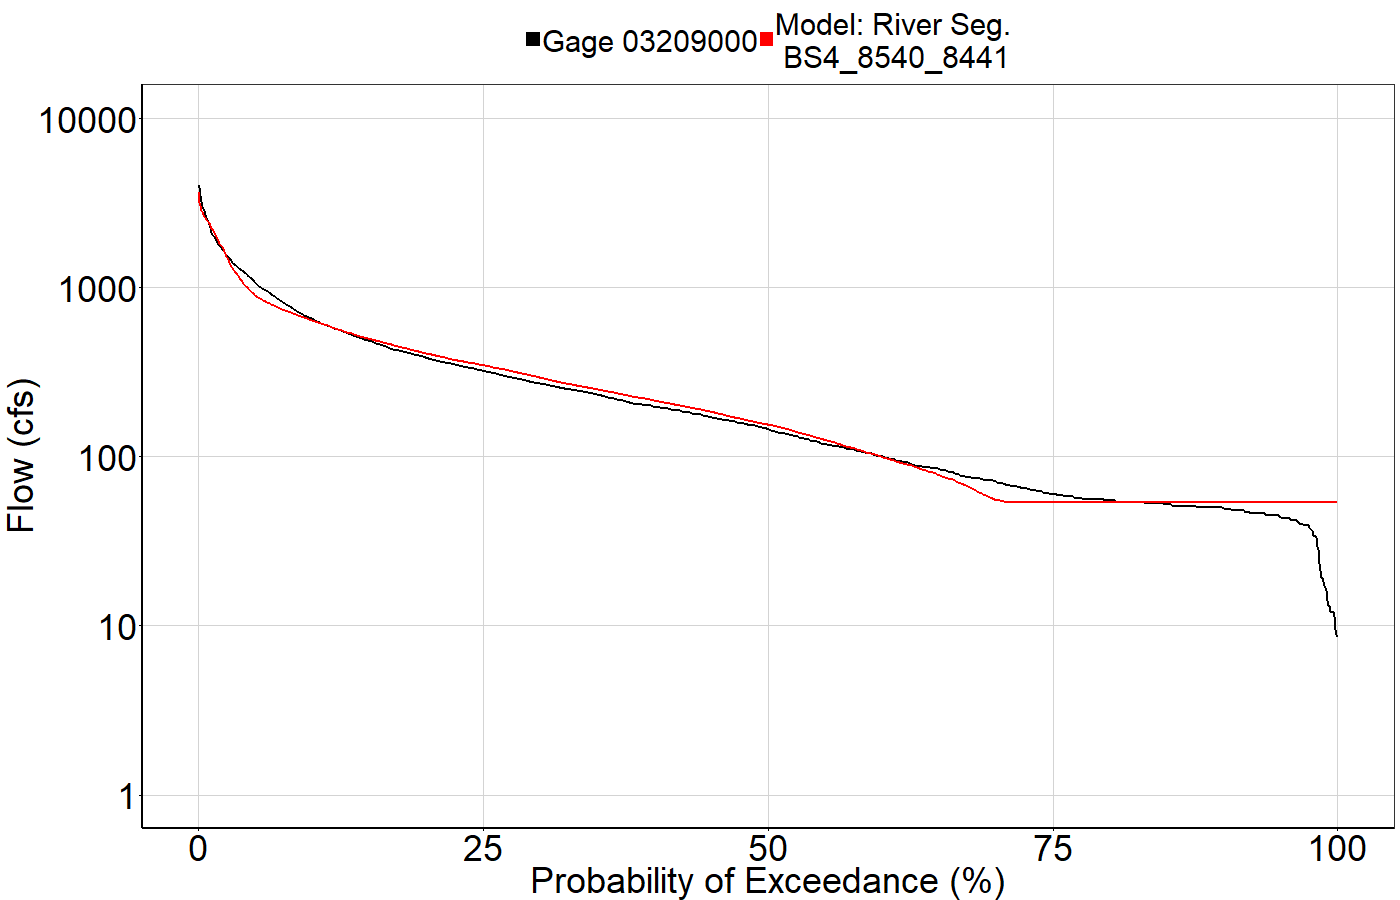 Gage 03209000
Model: River Seg.
BS4_8540_8441
10000
1000
100
10
1
Flow (cfs)
0 25 50 75 100
Probability of Exceedance (%)